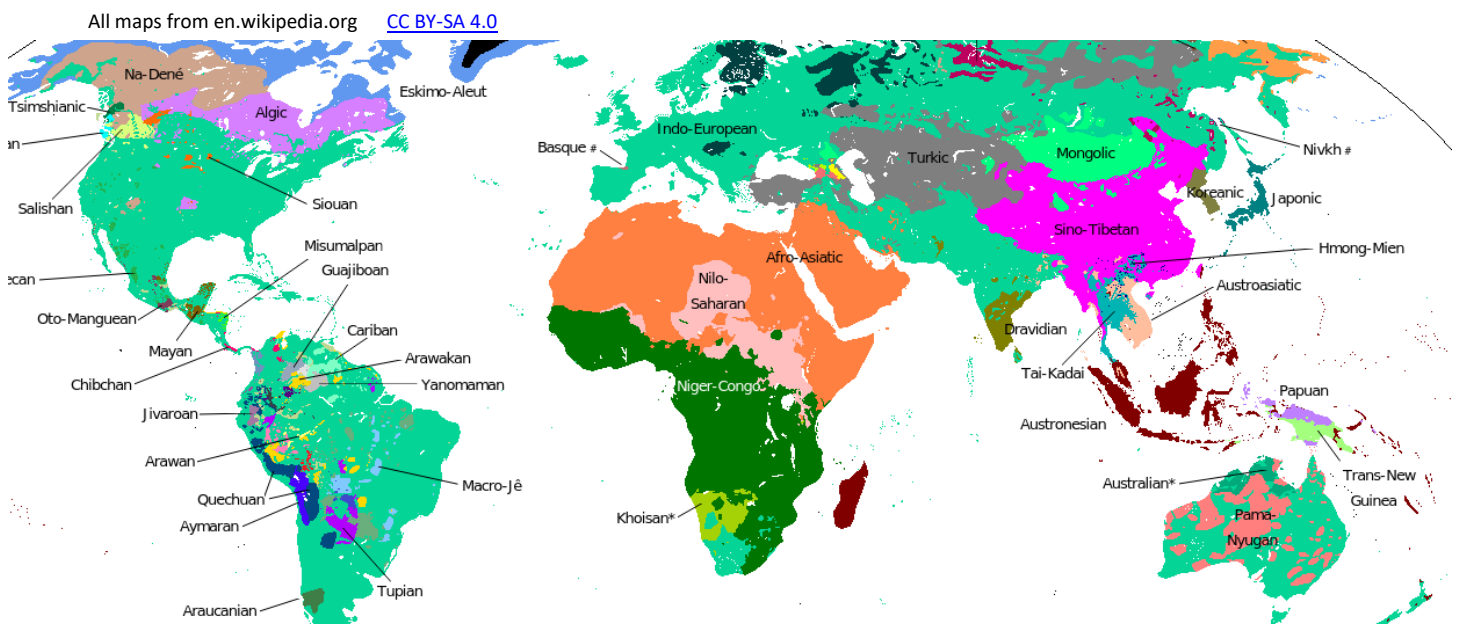 All maps from en.wikipedia.org CC BY-SA 4.0
Na-Dené
Eskimo-Aleut
Tsimshianic
Algic
an
Salishan
Siouan
Misumalpan
Guajiboan
ecan
Oto-Manguean
Mayan
Cariban
Arawakan
Chibchan
Yanomaman
Jivaroan
Arawan
Macro-Jê
Quechuan
Aymaran
Tupian
Araucanian
Indo-European
Basque #
Turkic
Mongolic
Nivkh #
Koreanic
Japonic
Sino-Tibetan
Hmong-Mien
Afro-Asiatic
Nilo-
Saharan
Austroasiatic
Dravidian
Tai-Kadai
Niger-Congo
Papuan
Austronesian
Trans-New
Guinea
Australian*
Khoisan*
Pama-
Nyugan